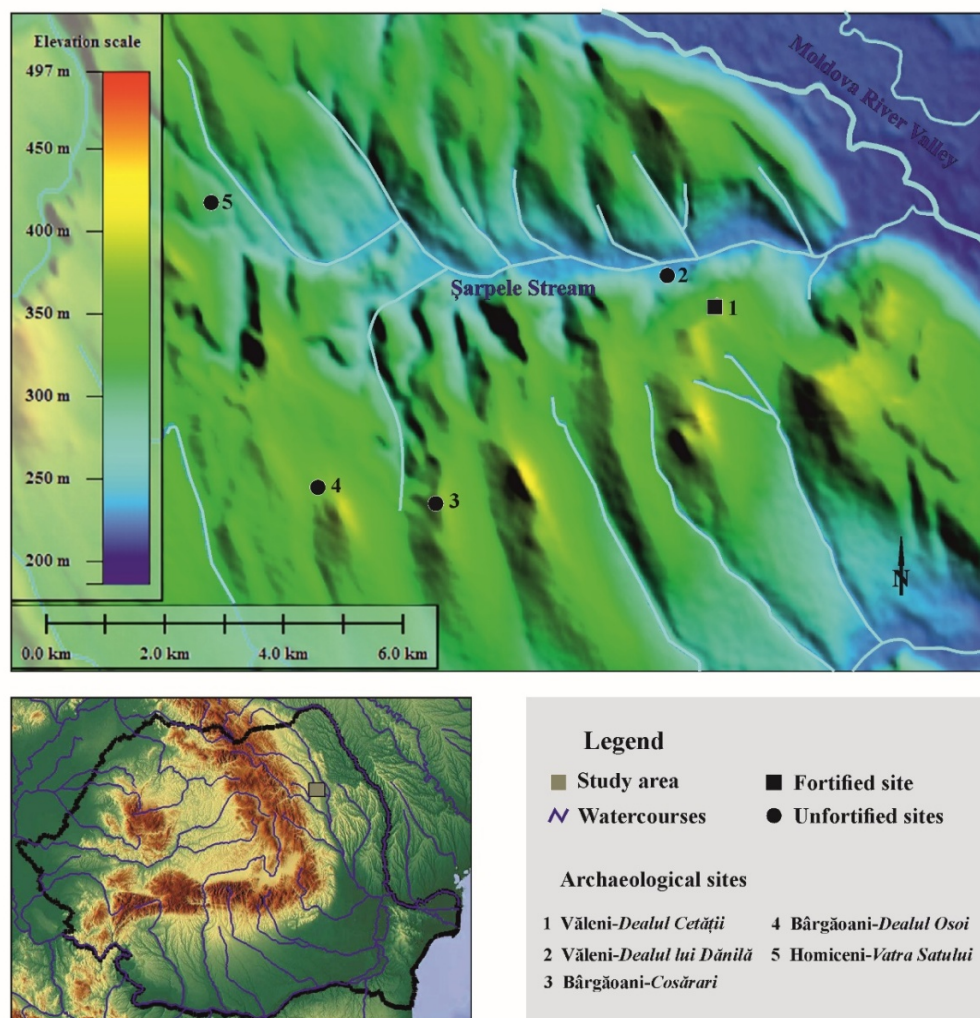 Elevation scale
497 m
450 m
400 m
350 m
300 m
250 m
200 m
0.0 km 2.0 km 4.0 km 6.0 km
Moldova River Valley
Șarpele Stream
5
2
1
4
3
N
Legend
Study area
Fortified site
Watercourses
Unfortified sites
Archaeological sites
1 Văleni-Dealul Cetății
4 Bârgăoani-Dealul Osoi
2 Văleni-Dealul lui Dănilă
5 Homiceni-Vatra Satului
3 Bârgăoani-Cosărari